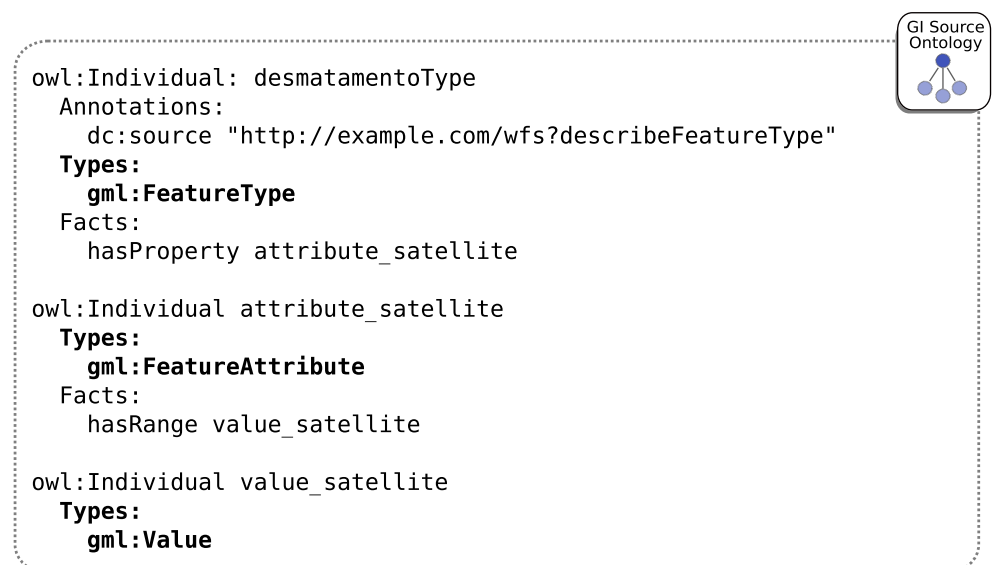 GI Source
Ontology
owl:Individual: desmatamentoType
Annotations:
dc:source "http://example.com/wfs?describeFeatureType"
Types:
gml:FeatureType
Facts:
hasProperty attribute_satellite
owl:Individual attribute_satellite
Types:
gml:FeatureAttribute
Facts:
hasRange value_satellite
owl:Individual value_satellite
Types:
gml:Value